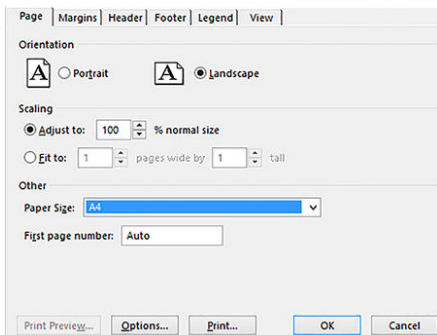 Page Margins Header Footer Legend View
Orientation
A Portrait A Landscape
Scaling
Adjust to: 100 % normal size
Fit to: 1 pages wide by 1 tall
Other
Paper Size: A4
First page number: Auto
Print Preview... Options... Print... OK Cancel